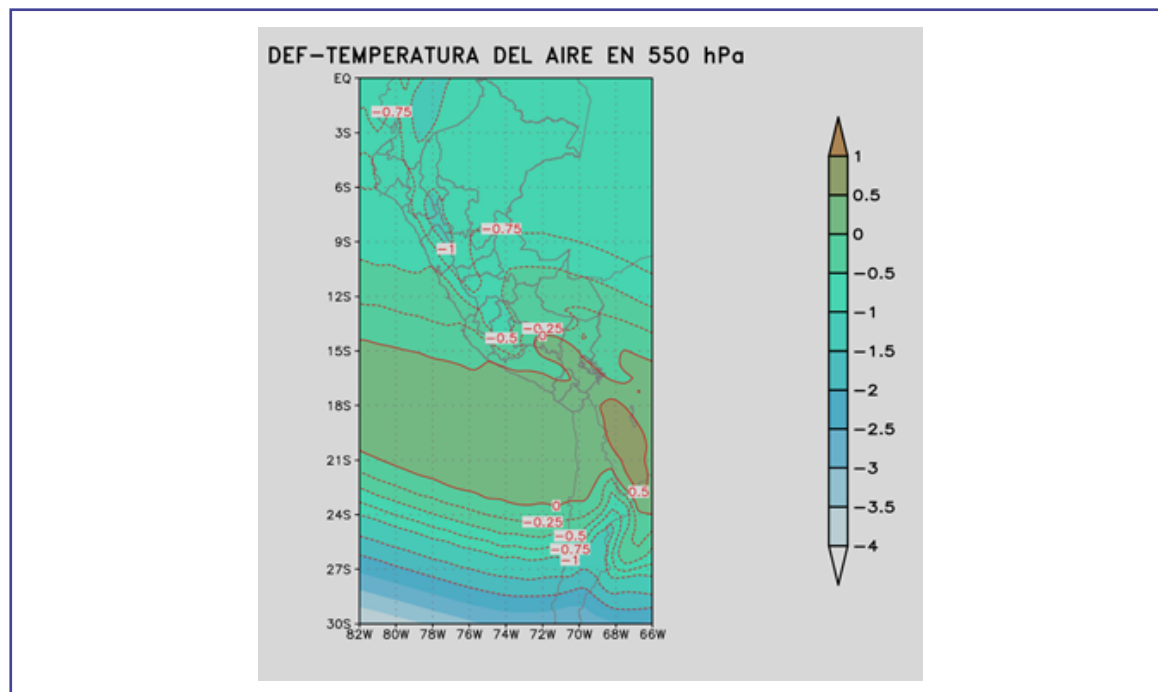 DEF-TEMPERATURA DEL AIRE EN 550 hPa
EQ
3S
6S
9S
12S
15S
18S
21S
24S
27S
30S
82W 80W 78W 76W 74W 72W 70W 68W 66W
-0.75
-0.75
-1
-0.25
0
-0.5
0.5
0
-0.25
-0.5
-0.75
-1
1
0.5
0
-0.5
-1
-1.5
-2
-2.5
-3
-3.5
-4